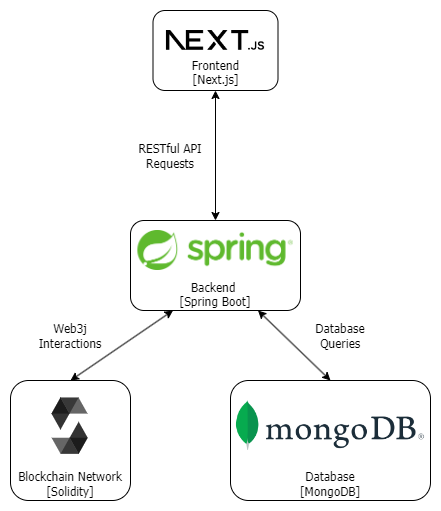 NEXT.JS
Frontend
[Next.js]
RESTful API
Requests
spring®
Backend
[Spring Boot]
Web3j
Interactions
Database
Queries
Blockchain Network
[Solidity]
mongoDB®
Database
[MongoDB]